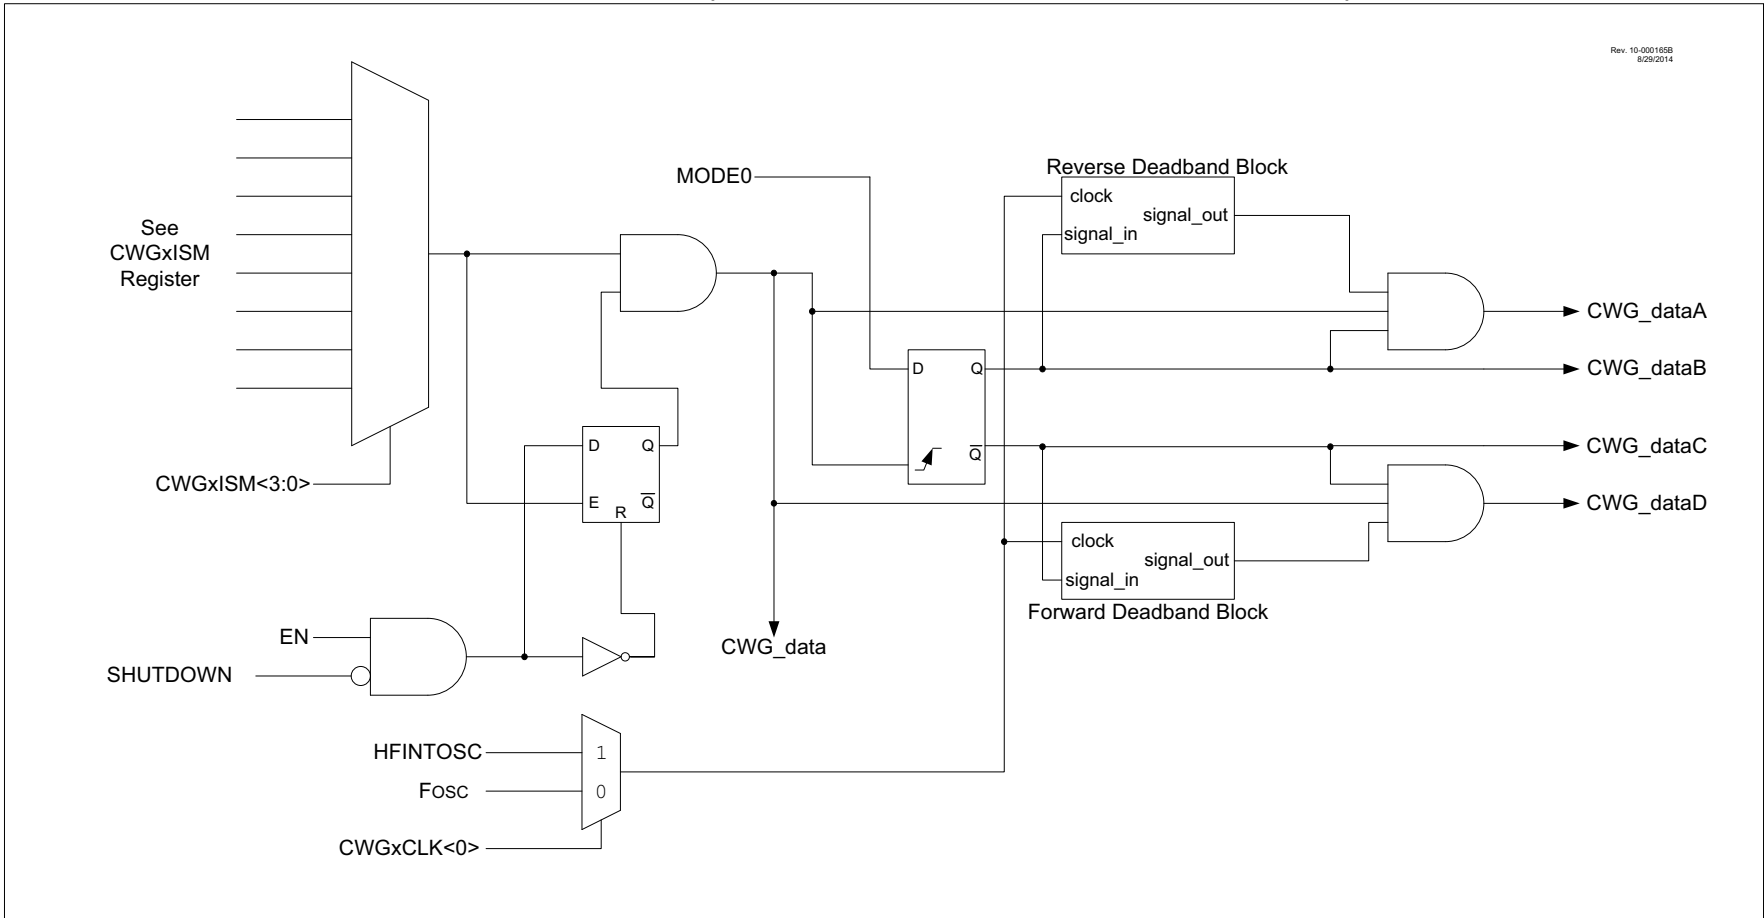 Rev. 10-000165B
8/29/2014
See
CWGxISM
Register
CWGxISM<3:0>
MODE0
Reverse Deadband Block
clock
signal_out
signal_in
D
Q
Q
CWG_dataA
CWG_dataB
CWG_dataC
CWG_dataD
D
Q
E
R
Q
clock
signal_out
signal_in
Forward Deadband Block
EN
SHUTDOWN
CWG_data
HFINTOSC
1
FOSC
0
CWGxCLK<0>